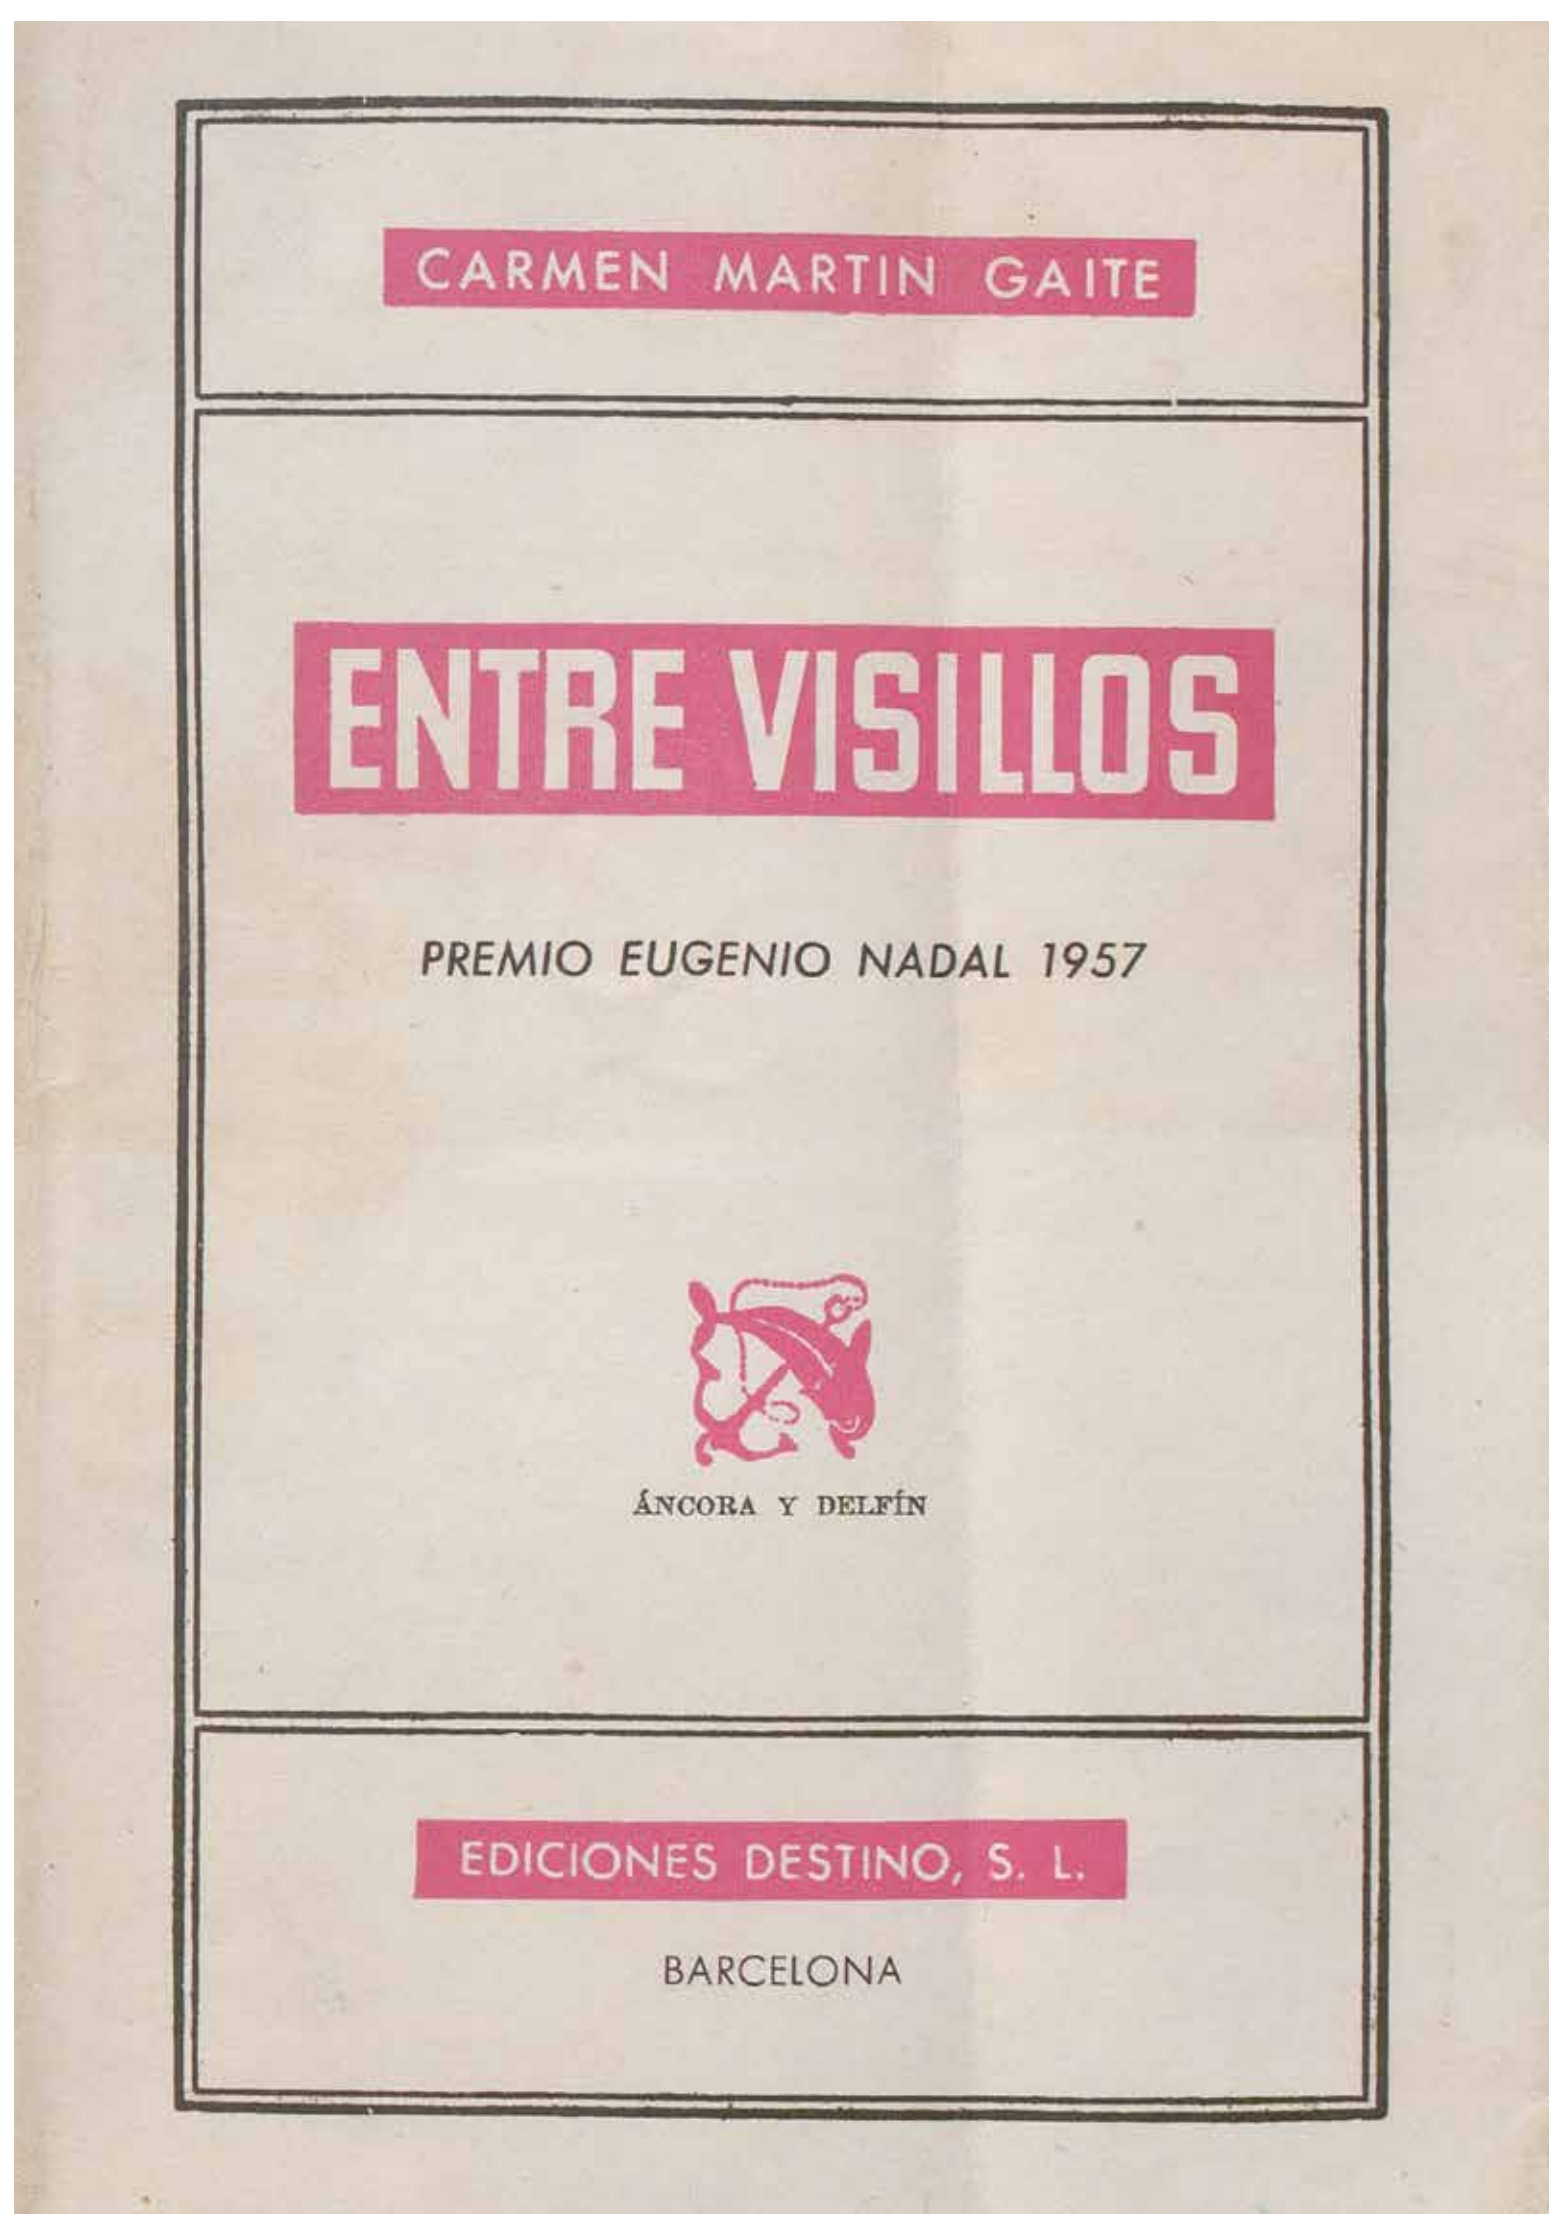 CARMEN MARTIN GAITE
ENTRE VISILLOS
PREMIO EUGENIO NADAL 1957
ÁNCORA Y DELFÍN
EDICIONES DESTINO, S. L.
BARCELONA